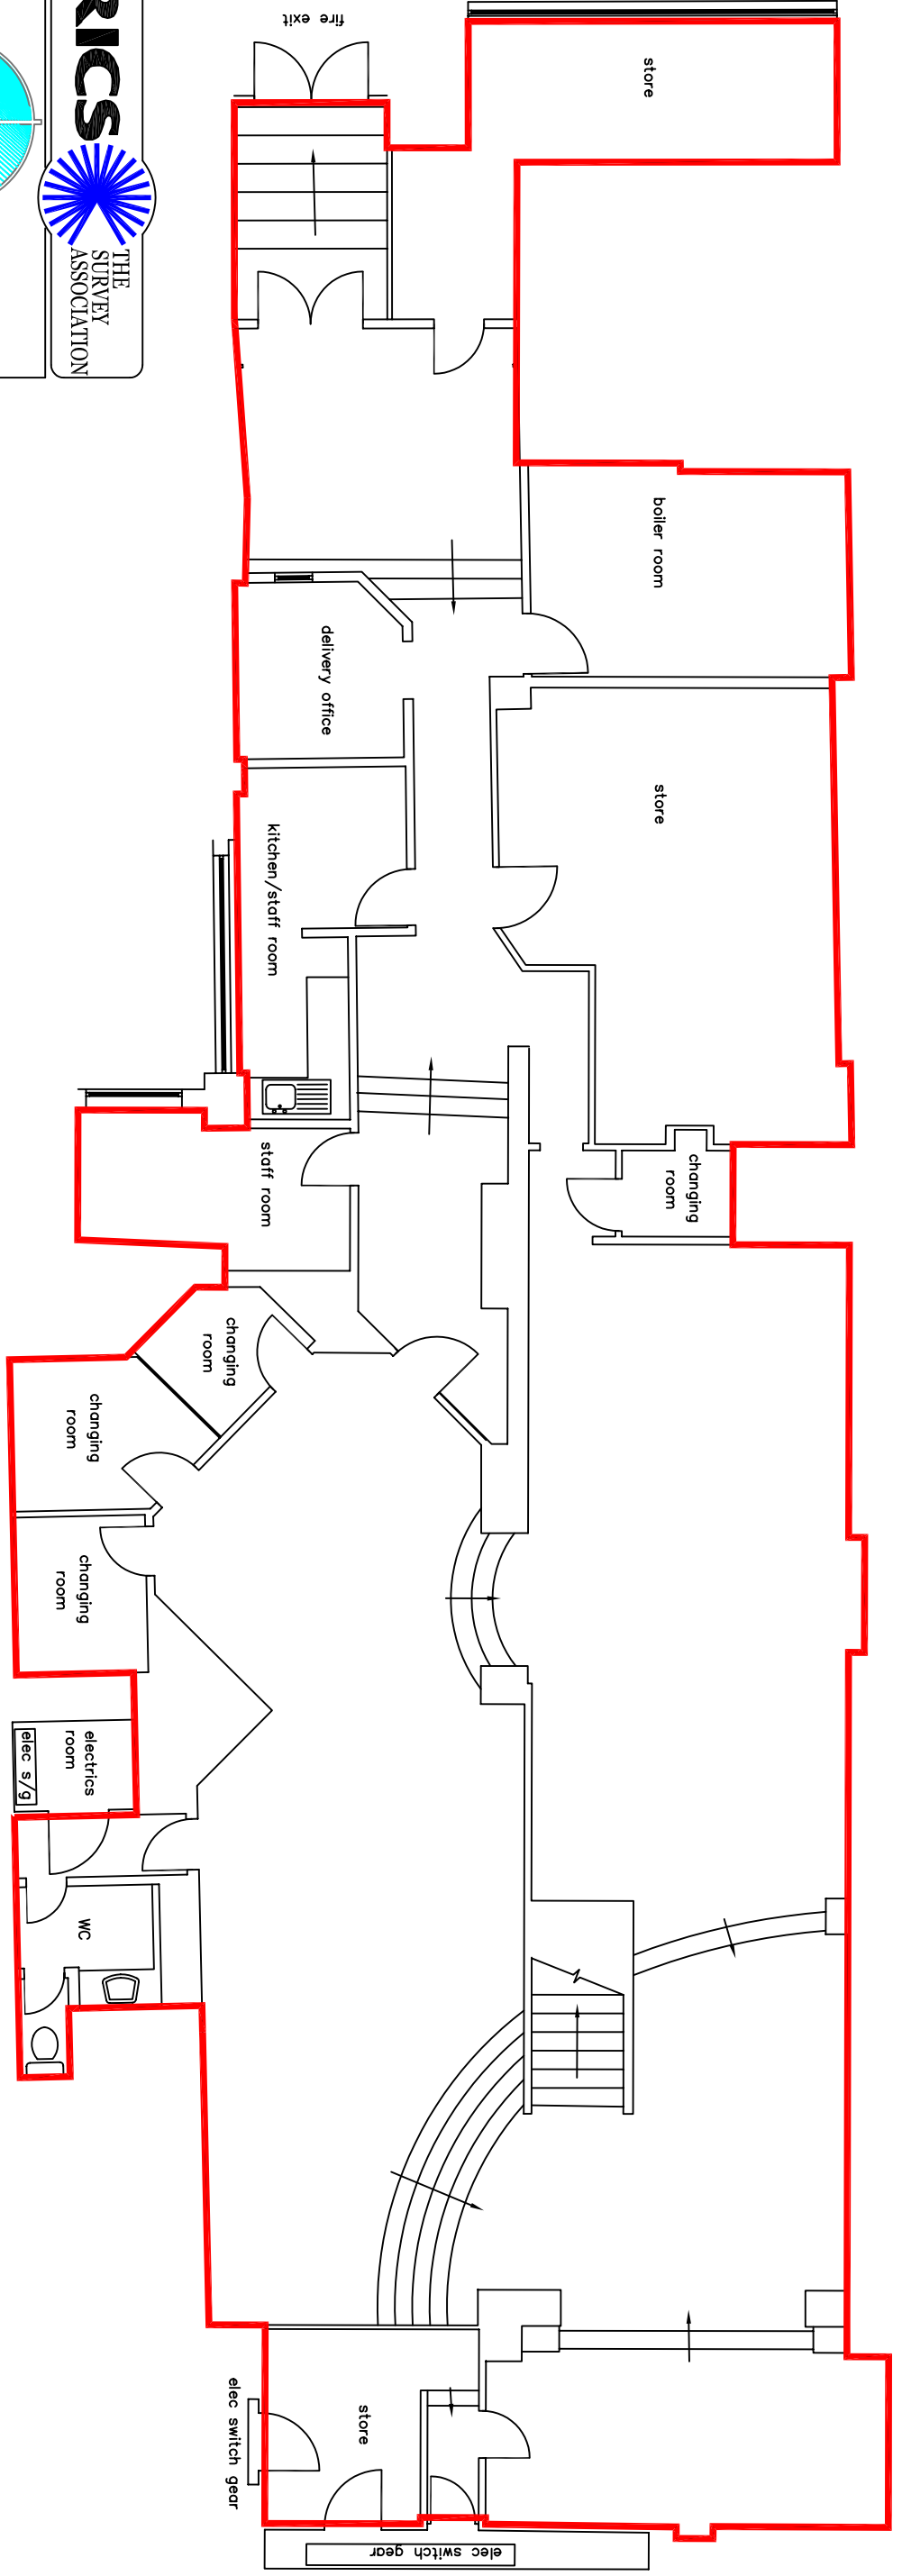 fire exit
store
RICS
THE
SURVEY
ASSOCIATION
boiler room
delivery office
store
kitchen/staff room
staff room
changing
room
changing
room
changing
room
changing
room
electrics
room
elec s/g
WC
store
elec switch gear
elec switch gear